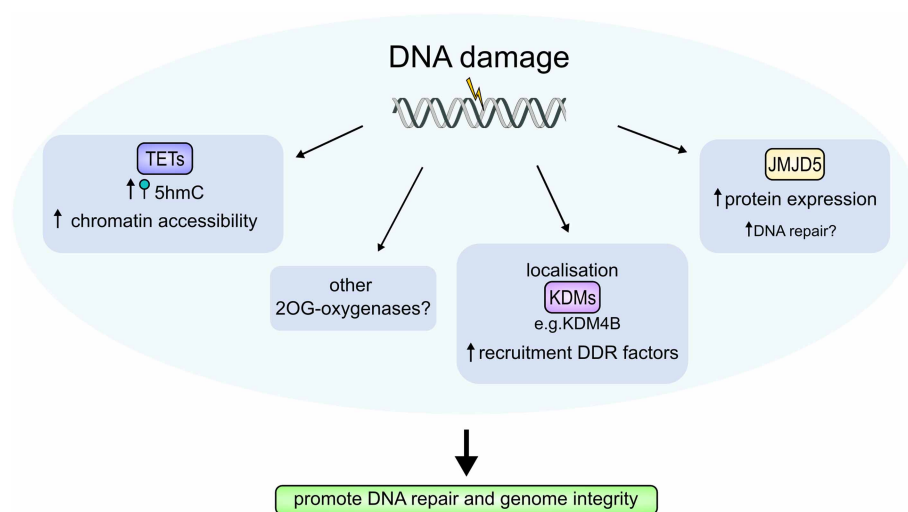 DNA damage
TETs
↑ 5hmC
↑ chromatin accessibility
other
2OG-oxygenases?
localisation
KDMs
e.g.KDM4B
↑ recruitment DDR factors
JMJD5
↑protein expression
↑DNA repair?
promote DNA repair and genome integrity